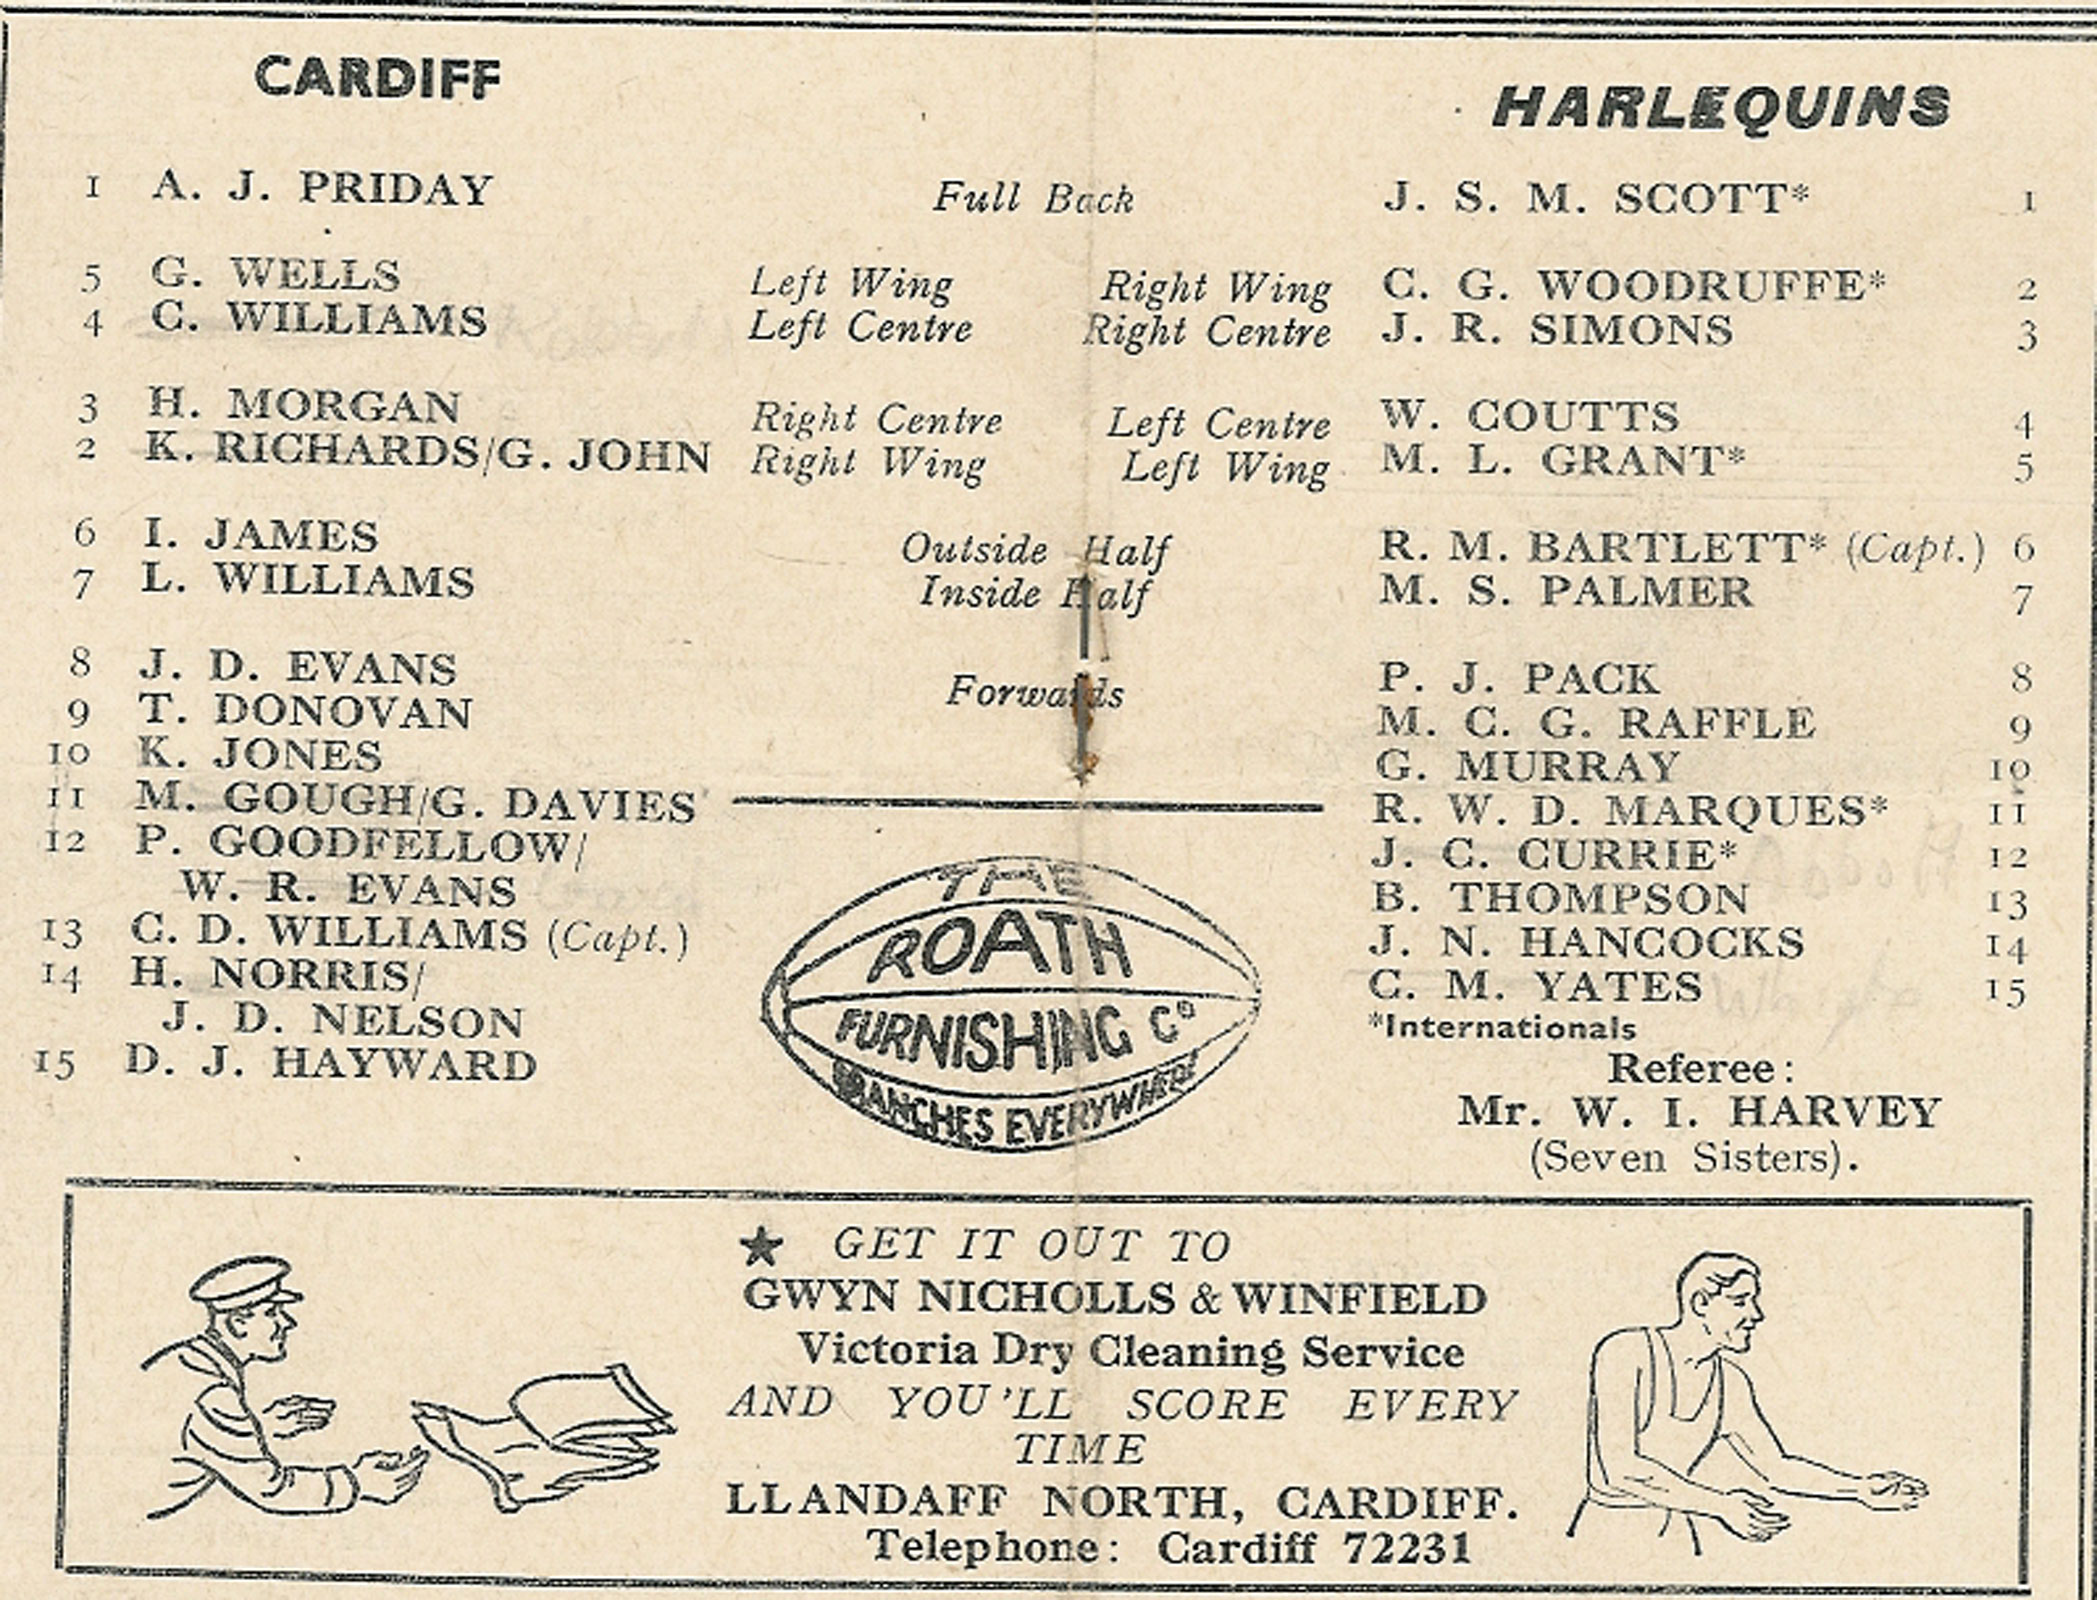 CARDIFF HARLEQUINS
1 A. J. PRIDAY Full Back J. S. M. SCOTT* 1
5 G. WELLS Left Wing Right Wing C. G. WOODRUFFE* 2
4 C. WILLIAMS Left Centre Right Centre J. R. SIMONS 3
3 H. MORGAN Right Centre Left Centre W. COUTTS 4
2 K. RICHARDS/G. JOHN Right Wing Left Wing M. L. GRANT* 5
6 I. JAMES Outside Half R. M. BARTLETT* (Capt.) 6
7 L. WILLIAMS Inside Half M. S. PALMER 7
8 J. D. EVANS Forwards P. J. PACK 8
9 T. DONOVAN M. C. G. RAFFLE 9
10 K. JONES G. MURRAY 10
11 M. GOUGH/G. DAVIES R. W. D. MARQUES* 11
12 P. GOODFELLOW/ J. C. CURRIE* 12
W. R. EVANS B. THOMPSON 13
13 C. D. WILLIAMS (Capt.) J. N. HANCOCKS 14
14 H. NORRIS/ C. M. YATES 15
J. D. NELSON *Internationals
15 D. J. HAYWARD Referee:
Mr. W. I. HARVEY
(Seven Sisters).
THE
ROATH
FURNISHING Co
BRANCHES EVERYWHERE
★ GET IT OUT TO
GWYN NICHOLLS & WINFIELD
Victoria Dry Cleaning Service
AND YOU'LL SCORE EVERY
TIME
LLANDAFF NORTH, CARDIFF.
Telephone: Cardiff 72231